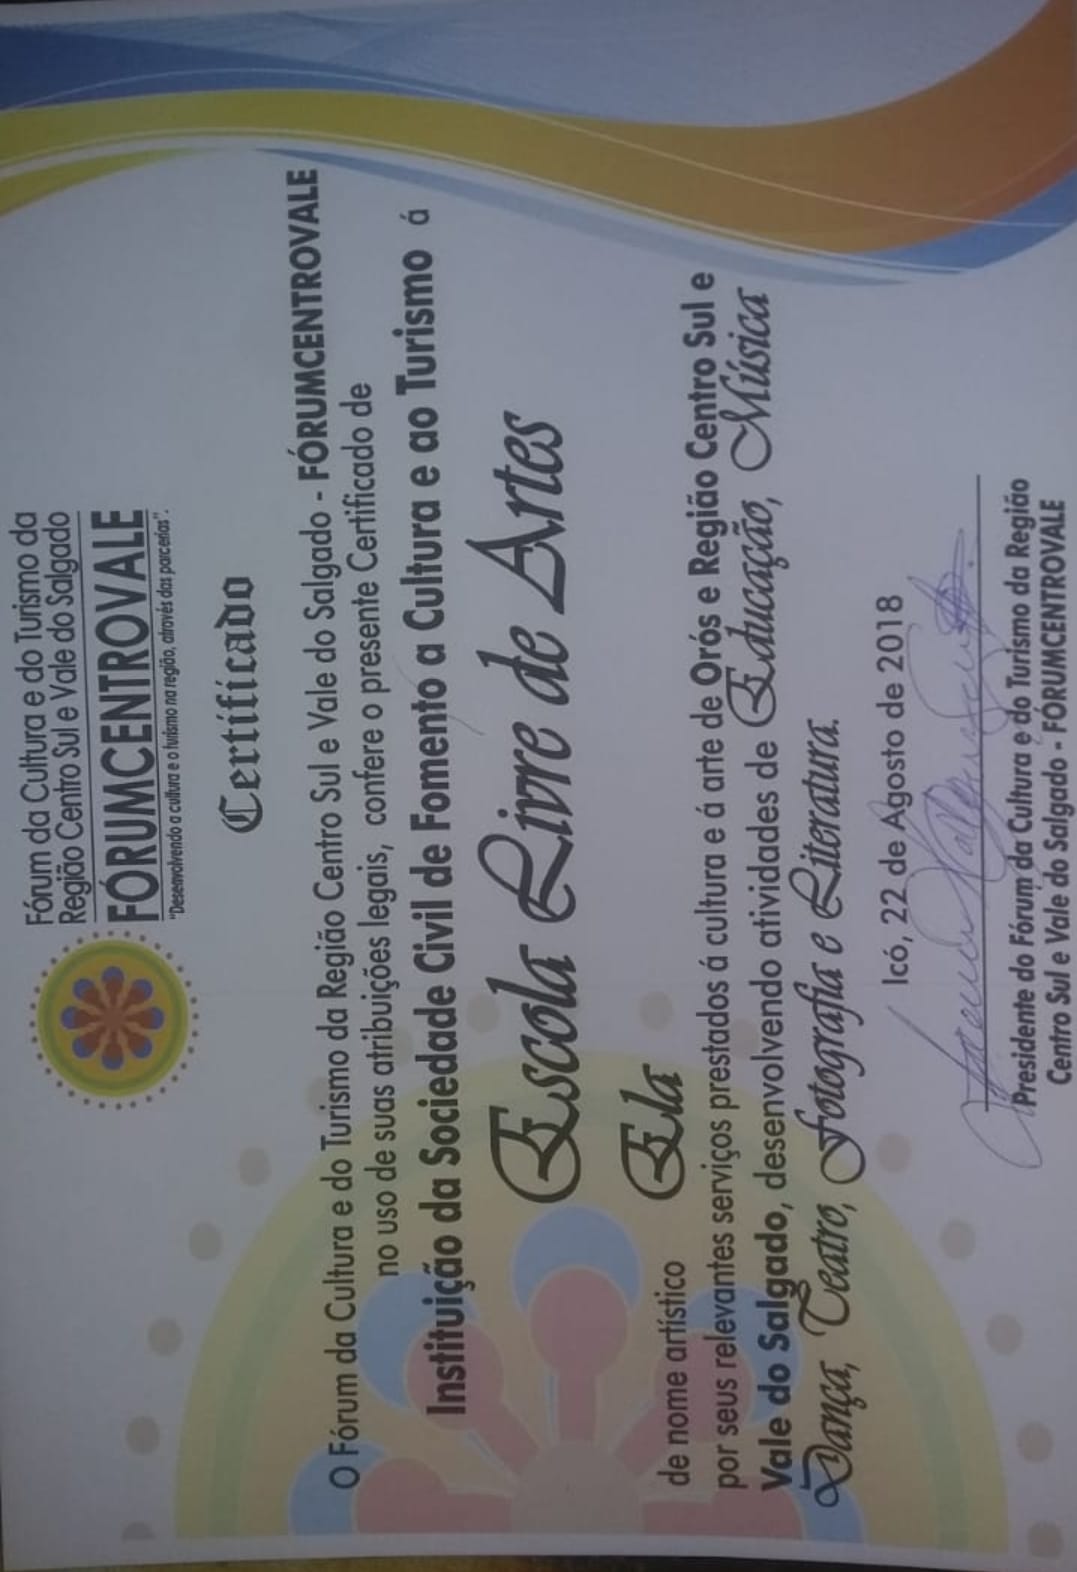 Fórum da Cultura e do Turismo da
Região Centro Sul e Vale do Salgado
FÓRUMCENTROVALE
"Desenvolvendo a cultura e o turismo na região, através das parcerias".
Certificado
O Fórum da Cultura e do Turismo da Região Centro Sul e Vale do Salgado - FÓRUMCENTROVALE
no uso de suas atribuições legais, confere o presente Certificado de
Instituição da Sociedade Civil de Fomento a Cultura e ao Turismo á
Escola Livre de Artes
de nome artístico Ela
por seus relevantes serviços prestados á cultura e á arte de Orós e Região Centro Sul e
Vale do Salgado, desenvolvendo atividades de Educação, Música
Dança, Teatro, Fotografia e Literatura.
Icó, 22 de Agosto de 2018
Presidente do Fórum da Cultura e do Turismo da Região
Centro Sul e Vale do Salgado - FÓRUMCENTROVALE